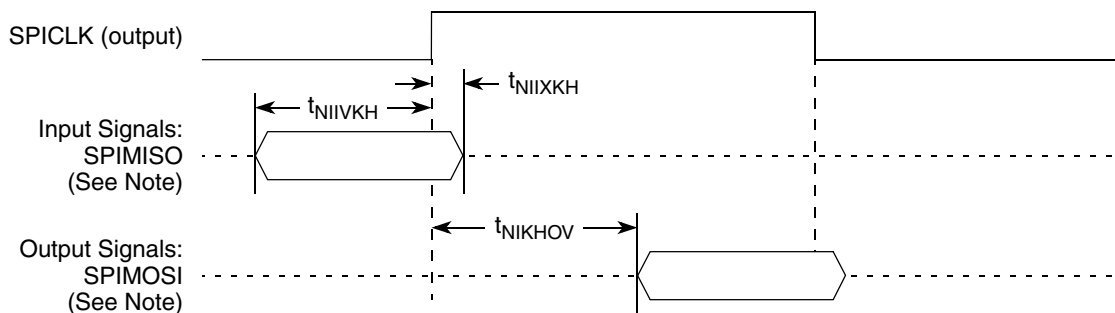 SPICLK (output)
tNIIXKH
tNIIVKH
Input Signals:
SPIMISO
(See Note)
tNIKHOV
Output Signals:
SPIMOSI
(See Note)